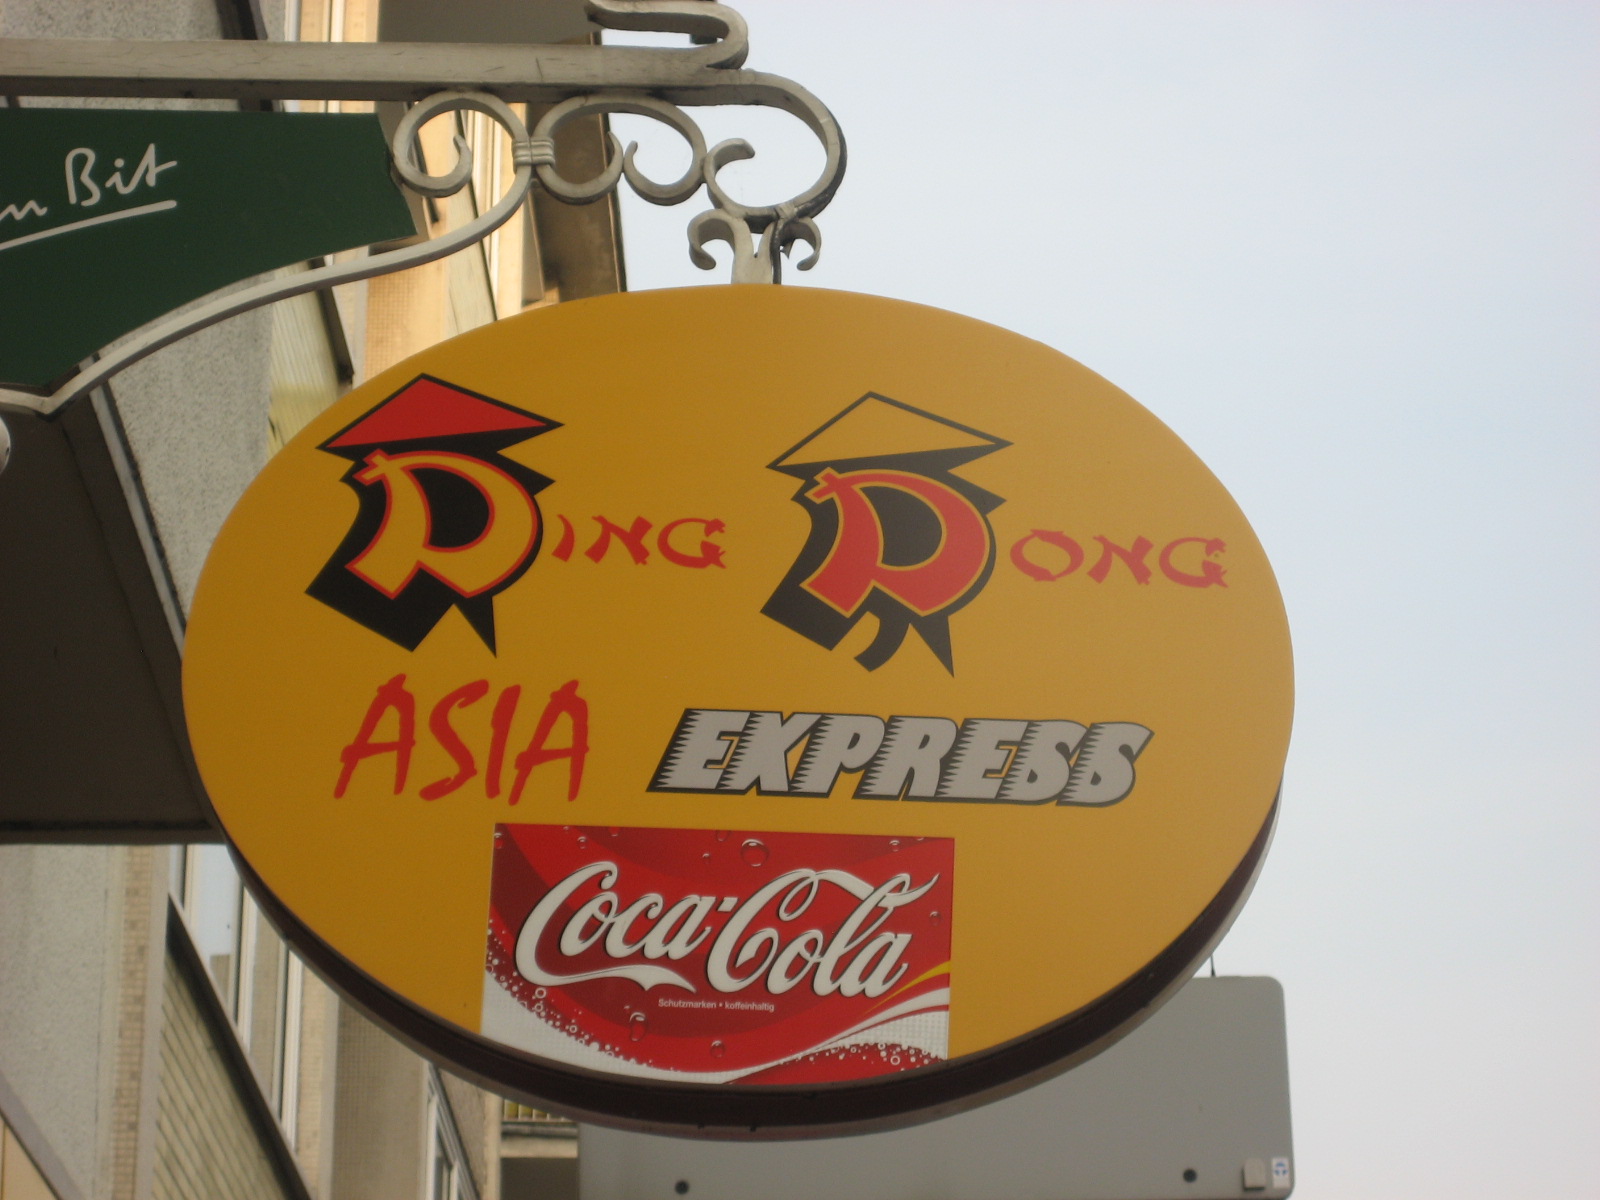 Bit
DING DONG
ASIA EXPRESS
Coca-Cola
Schutzmarken • koffeinhaltig